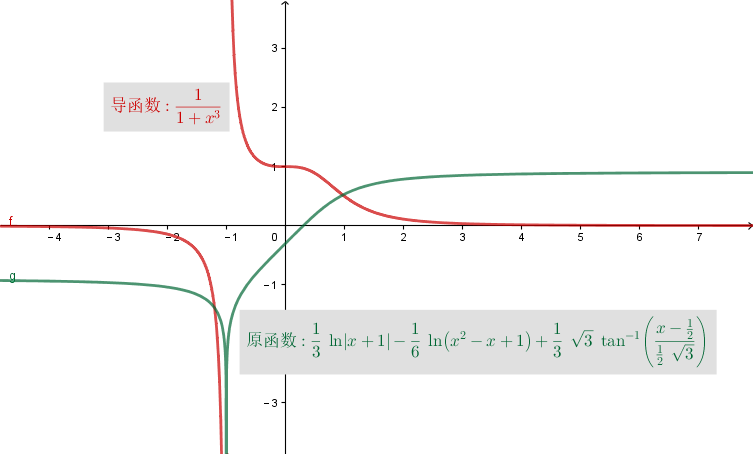 3
导函数 : \frac{1}{1+x^3}
2
1
f
−4 −3 −2 −1 0 1 2 3 4 5 6 7
g
−1
原函数 : \frac{1}{3} ln|x+1| − \frac{1}{6} ln(x^2−x+1) + \frac{1}{3} \sqrt{3} tan^{-1}\left(\frac{x−\frac{1}{2}}{\frac{1}{2}\sqrt{3}}\right)
−3